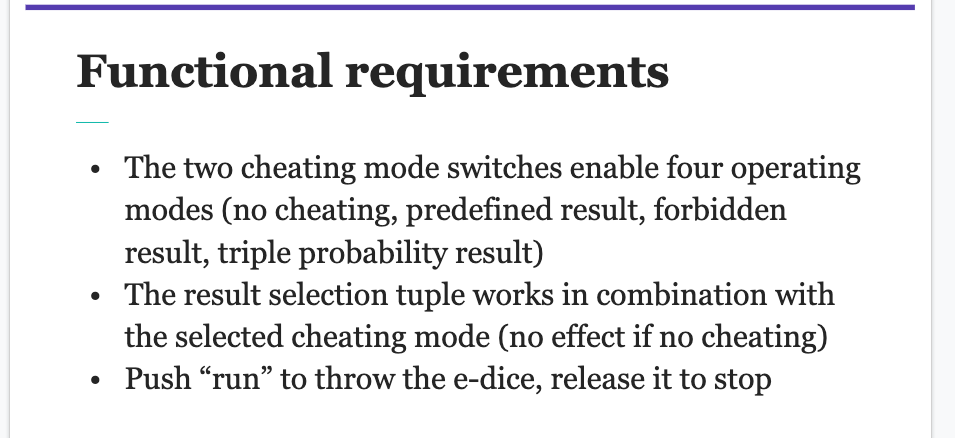 Functional requirements
• The two cheating mode switches enable four operating
modes (no cheating, predefined result, forbidden
result, triple probability result)
• The result selection tuple works in combination with
the selected cheating mode (no effect if no cheating)
• Push “run” to throw the e-dice, release it to stop